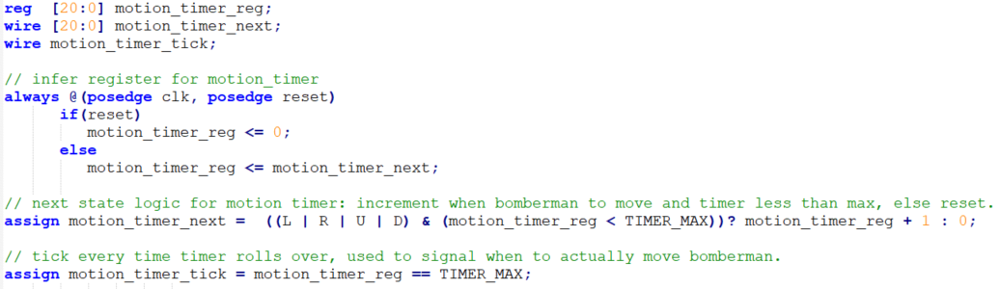 reg  [20:0] motion_timer_reg;
wire [20:0] motion_timer_next;
wire motion_timer_tick;
// infer register for motion_timer
always @(posedge clk, posedge reset)
      if(reset)
         motion_timer_reg <= 0;
      else
         motion_timer_reg <= motion_timer_next;
// next state logic for motion timer: increment when bomberman to move and timer less than max, else reset.
assign motion_timer_next =  ((L | R | U | D) & (motion_timer_reg < TIMER_MAX))? motion_timer_reg + 1 : 0;
// tick every time timer rolls over, used to signal when to actually move bomberman.
assign motion_timer_tick = motion_timer_reg == TIMER_MAX;